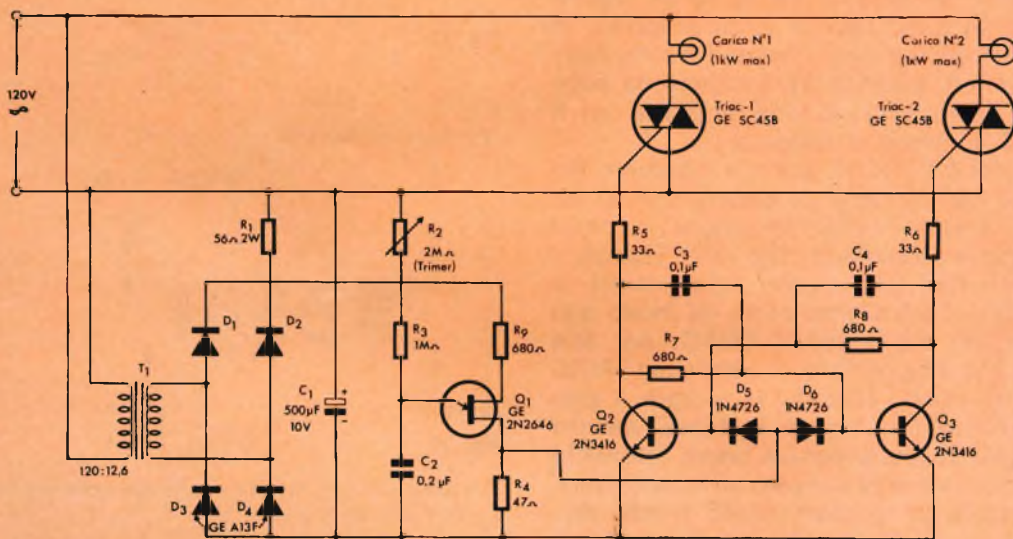 120V
Carico N°1
(1kW max)
Triac-1
GE SC45B
Carico N°2
(1kW max)
Triac-2
GE SC45B
R1
56Ω 2W
R2
2MΩ
(Trimer)
R5
33Ω
R6
33Ω
C3
0,1µF
C4
0,1µF
D1
D2
R3
1MΩ
R9
680Ω
R8
680Ω
R7
680Ω
T1
120:12,6
C1
500µF
10V
+
-
Q1
GE
2N2646
D5
1N4726
D6
1N4726
Q2
GE
2N3416
Q3
GE
2N3416
C2
0,2µF
R4
47Ω
D3
D4
GE A13F